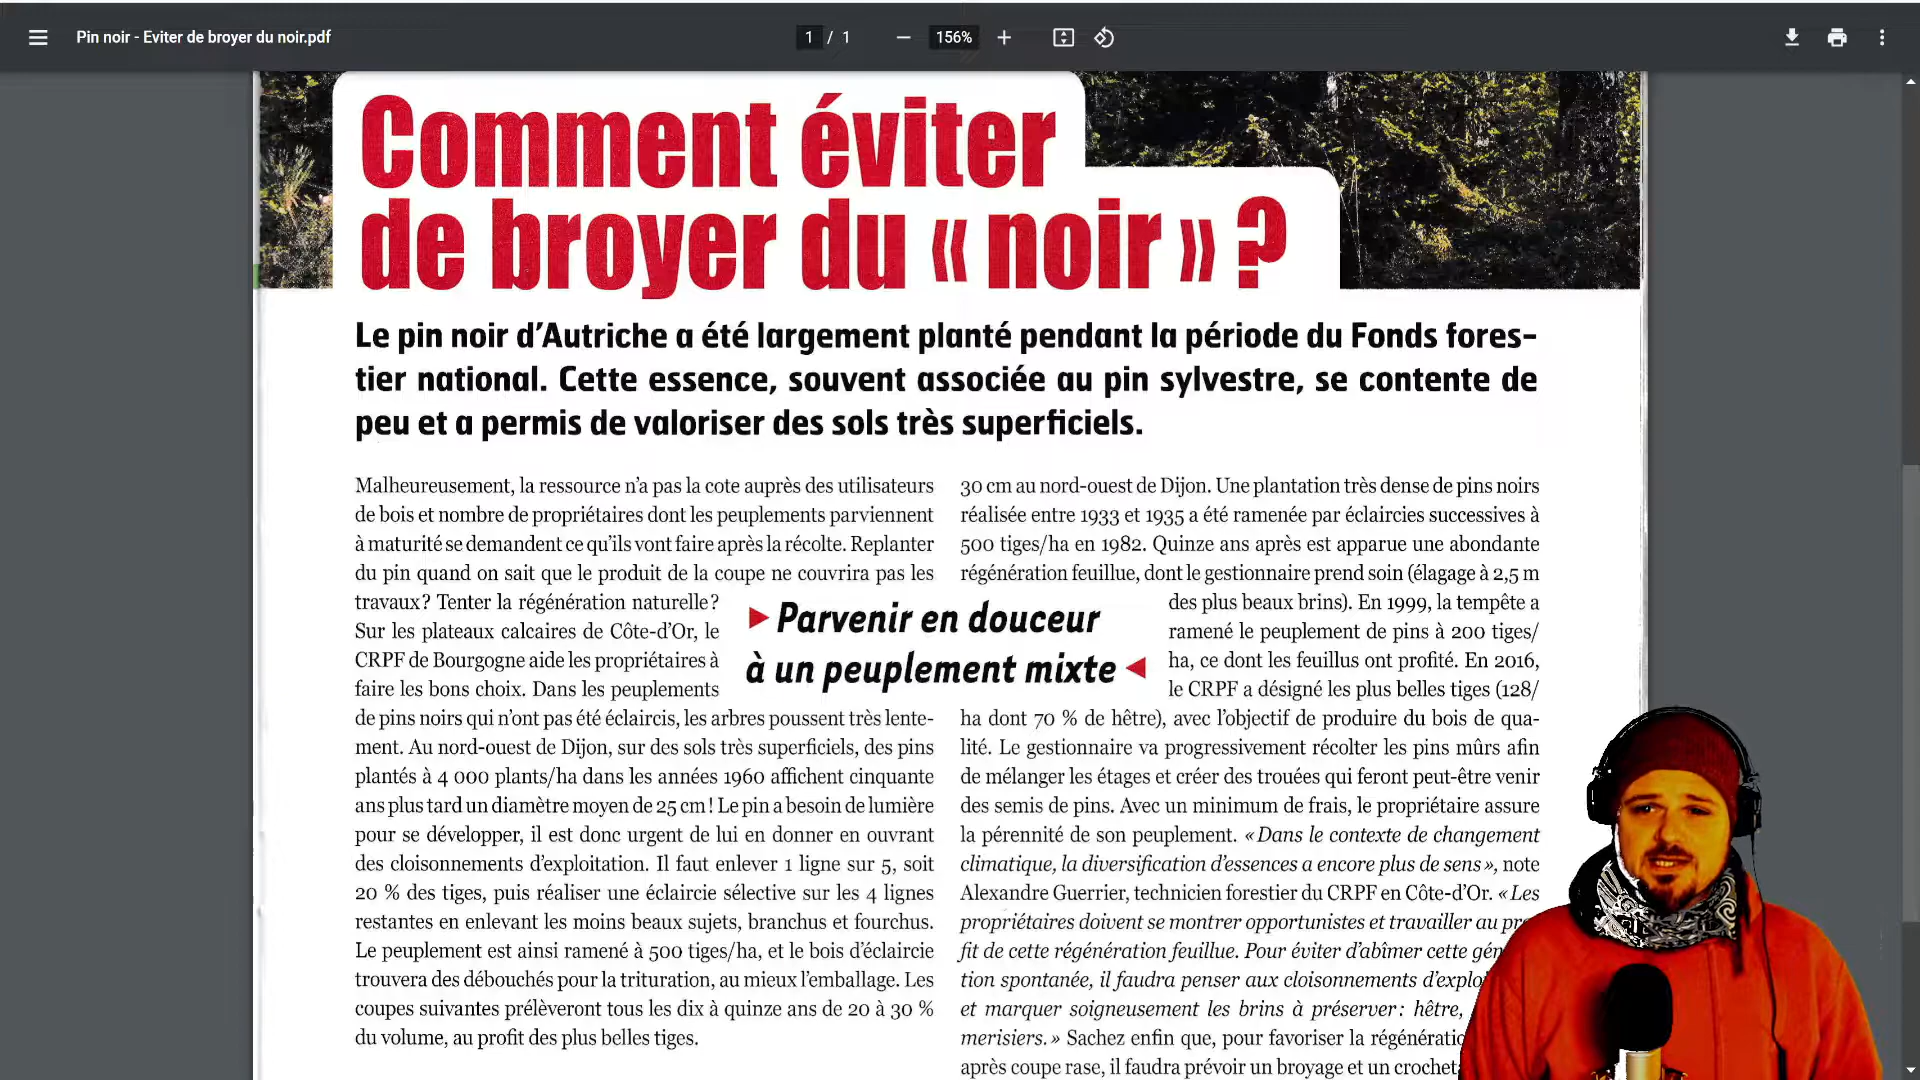 Pin noir - Eviter de broyer du noir.pdf
1 / 1
156%
Comment éviter
de broyer du « noir » ?
Le pin noir d’Autriche a été largement planté pendant la période du Fonds fores-
tier national. Cette essence, souvent associée au pin sylvestre, se contente de
peu et a permis de valoriser des sols très superficiels.
Malheureusement, la ressource n’a pas la cote auprès des utilisateurs
de bois et nombre de propriétaires dont les peuplements parviennent
à maturité se demandent ce qu’ils vont faire après la récolte. Replanter
du pin quand on sait que le produit de la coupe ne couvrira pas les
travaux? Tenter la régénération naturelle?
Sur les plateaux calcaires de Côte-d’Or, le
CRPF de Bourgogne aide les propriétaires à
faire les bons choix. Dans les peuplements
de pins noirs qui n’ont pas été éclaircis, les arbres poussent très lente-
ment. Au nord-ouest de Dijon, sur des sols très superficiels, des pins
plantés à 4 000 plants/ha dans les années 1960 affichent cinquante
ans plus tard un diamètre moyen de 25 cm! Le pin a besoin de lumière
pour se développer, il est donc urgent de lui en donner en ouvrant
des cloisonnements d’exploitation. Il faut enlever 1 ligne sur 5, soit
20 % des tiges, puis réaliser une éclaircie sélective sur les 4 lignes
restantes en enlevant les moins beaux sujets, branchus et fourchus.
Le peuplement est ainsi ramené à 500 tiges/ha, et le bois d’éclaircie
trouvera des débouchés pour la trituration, au mieux l’emballage. Les
coupes suivantes prélèveront tous les dix à quinze ans de 20 à 30 %
du volume, au profit des plus belles tiges.
Parvenir en douceur
à un peuplement mixte
30 cm au nord-ouest de Dijon. Une plantation très dense de pins noirs
réalisée entre 1933 et 1935 a été ramenée par éclaircies successives à
500 tiges/ha en 1982. Quinze ans après est apparue une abondante
régénération feuillue, dont le gestionnaire prend soin (élagage à 2,5 m
des plus beaux brins). En 1999, la tempête a
ramené le peuplement de pins à 200 tiges/
ha, ce dont les feuillus ont profité. En 2016,
le CRPF a désigné les plus belles tiges (128/
ha dont 70 % de hêtre), avec l’objectif de produire du bois de qua-
lité. Le gestionnaire va progressivement récolter les pins mûrs afin
de mélanger les étages et créer des trouées qui feront peut-être venir
des semis de pins. Avec un minimum de frais, le propriétaire assure
la pérennité de son peuplement. «Dans le contexte de changement
climatique, la diversification d’essences a encore plus de sens», note
Alexandre Guerrier, technicien forestier du CRPF en Côte-d’Or. «Les
propriétaires doivent se montrer opportunistes et travailler au
fit de cette régénération feuillue. Pour éviter d’abîmer cette
tion spontanée, il faudra penser aux cloisonnements
et marquer soigneusement les brins à préserver: hêtre,
merisiers.» Sachez enfin que, pour favoriser la
après coupe rase, il faudra prévoir un broyage et un